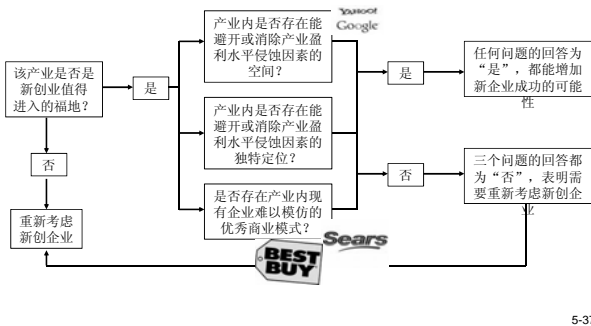 YAHOO!
Google
产业内是否存在能
避开或消除产业盈
利水平侵蚀因素的
空间?
该产业是否是
新创业值得
进入的福地?
是
是
任何问题的回答为
“是”，都能增加
新企业成功的可能
性
产业内是否存在能
避开或消除产业盈
利水平侵蚀因素的
独特定位?
否
否
三个问题的回答都
为“否”，表明需
要重新考虑新创企
业
是否存在产业内现
有企业难以模仿的
优秀商业模式?
重新考虑
新创企业
Sears
BEST
BUY
5-37